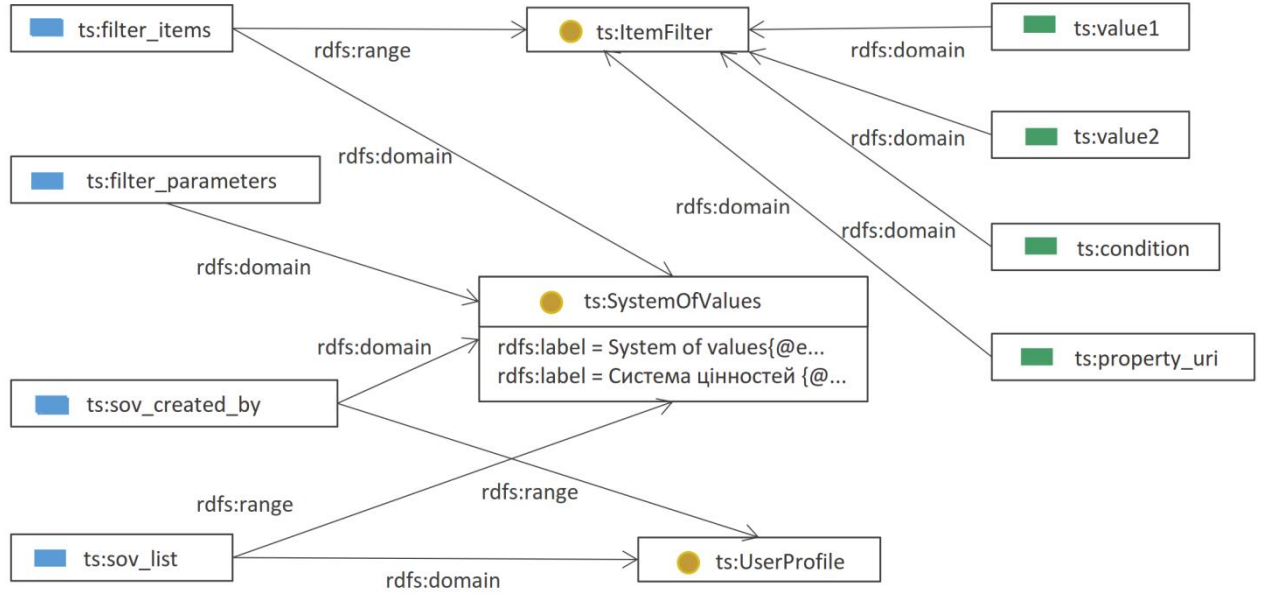 ts:filter_items
ts:ItemFilter
ts:value1
rdfs:range
rdfs:domain
ts:value2
rdfs:domain
rdfs:domain
ts:filter_parameters
rdfs:domain
rdfs:domain
ts:condition
rdfs:domain
ts:SystemOfValues
rdfs:label = System of values{@e...
rdfs:label = Система цінностей {@...
rdfs:domain
ts:property_uri
ts:sov_created_by
rdfs:range
rdfs:range
ts:sov_list
ts:UserProfile
rdfs:domain